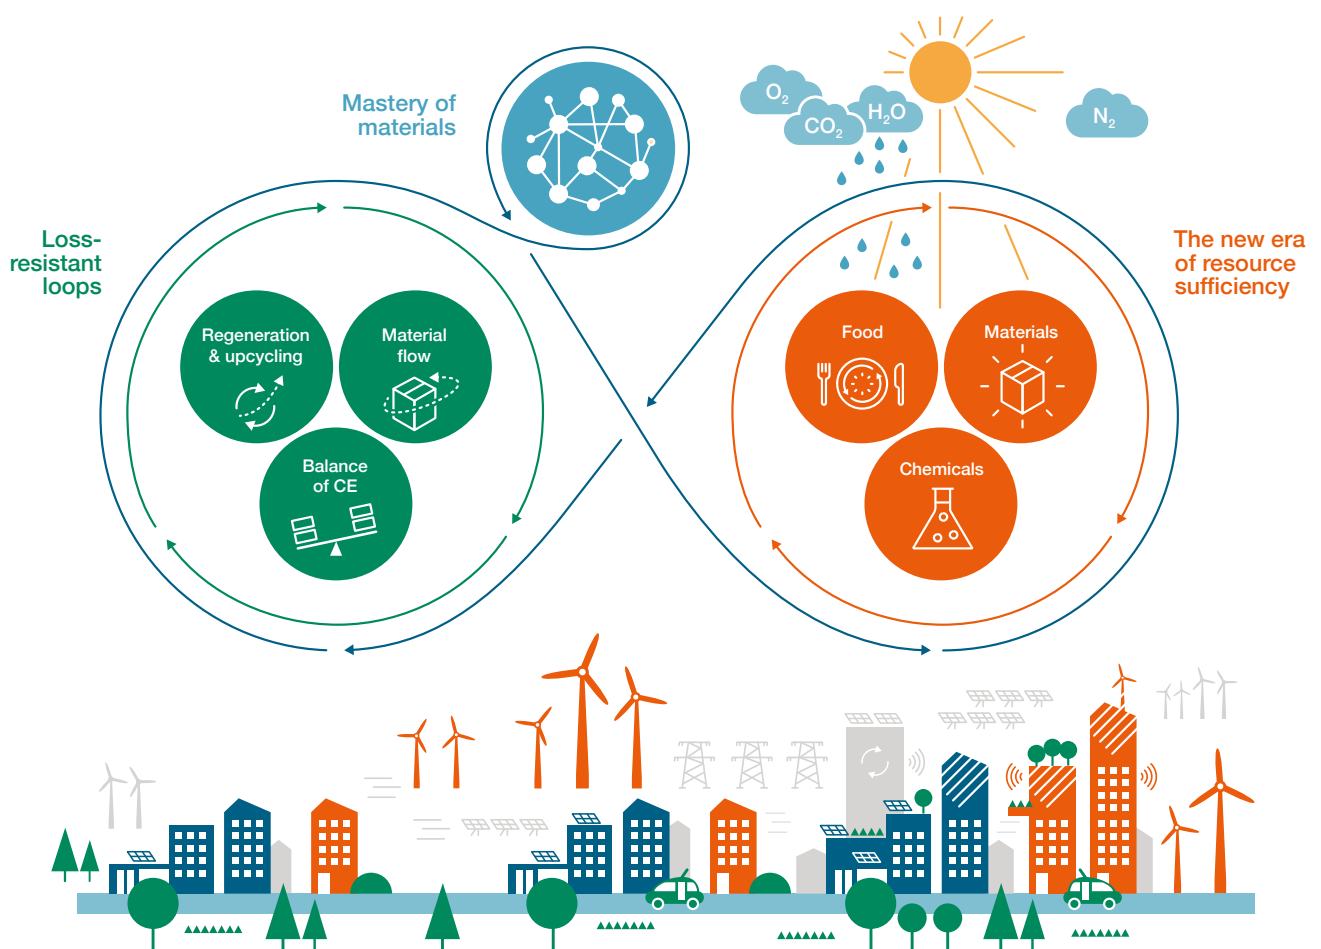 Mastery of
materials
O₂
CO₂
H₂O
N₂
Loss-
resistant
loops
The new era
of resource
sufficiency
Regeneration
& upcycling
Material
flow
Balance
of CE
Food
Materials
Chemicals